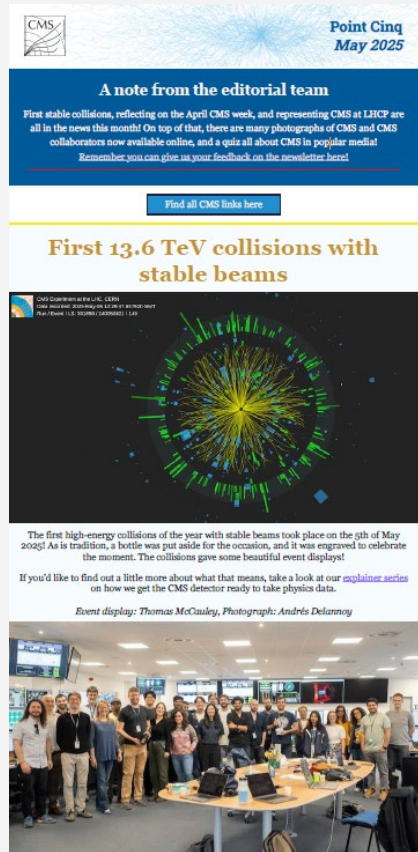 CMS
Point Cinq
May 2025
A note from the editorial team
First stable collisions, reflecting on the April CMS week, and representing CMS at LHCP are
all in the news this month! On top of that, there are many photographs of CMS and CMS
collaborators now available online, and a quiz all about CMS in popular media!
Remember you can give us your feedback on the newsletter here!
Find all CMS links here
First 13.6 TeV collisions with
stable beams
CMS Experiment at the LHC, CERN
Data recorded: 2025-May-05
Run / Event / LS:
The first high-energy collisions of the year with stable beams took place on the 5th of May
2025! As is tradition, a bottle was put aside for the occasion, and it was engraved to celebrate
the moment. The collisions gave some beautiful event displays!
If you'd like to find out a little more about what that means, take a look at our explainer series
on how we get the CMS detector ready to take physics data.
Event display: Thomas McCauley, Photograph: Andrés Delannoy